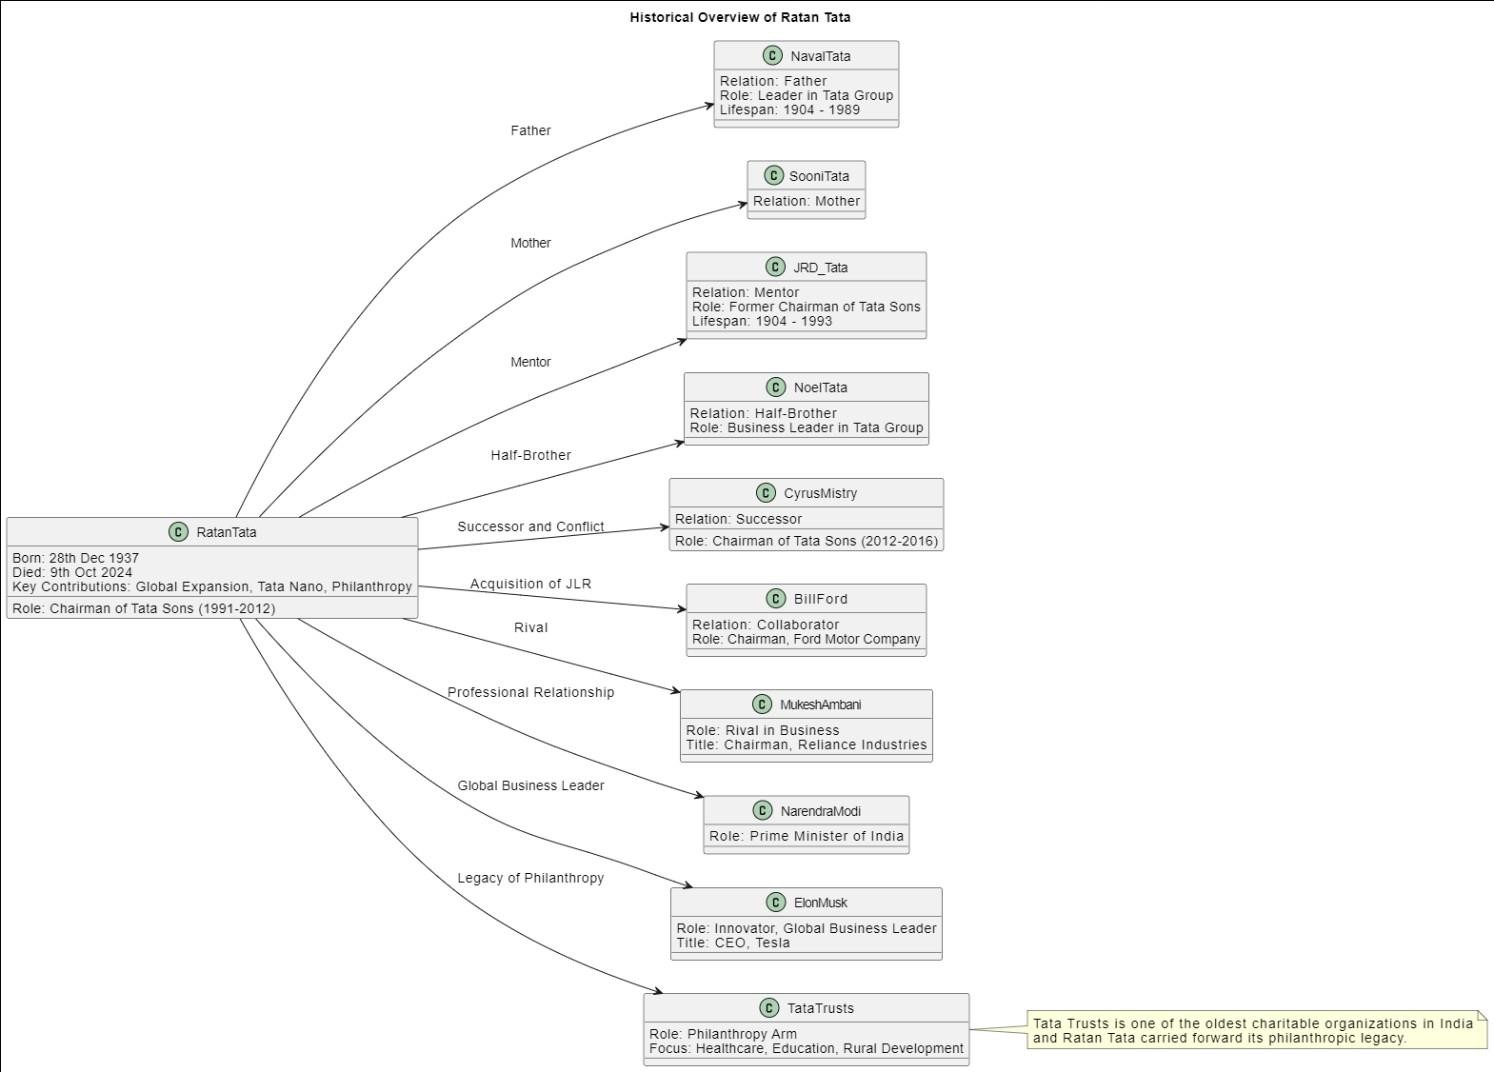 Historical Overview of Ratan Tata
C NavalTata
Relation: Father
Role: Leader in Tata Group
Lifespan: 1904 - 1989
Father
C SooniTata
Relation: Mother
Mother
C JRD_Tata
Relation: Mentor
Role: Former Chairman of Tata Sons
Lifespan: 1904 - 1993
Mentor
C NoelTata
Relation: Half-Brother
Role: Business Leader in Tata Group
Half-Brother
C CyrusMistry
Relation: Successor
Role: Chairman of Tata Sons (2012-2016)
Successor and Conflict
C RatanTata
Born: 28th Dec 1937
Died: 9th Oct 2024
Key Contributions: Global Expansion, Tata Nano, Philanthropy
Role: Chairman of Tata Sons (1991-2012)
Acquisition of JLR
C BillFord
Relation: Collaborator
Role: Chairman, Ford Motor Company
Rival
C MukeshAmbani
Role: Rival in Business
Title: Chairman, Reliance Industries
Professional Relationship
C NarendraModi
Role: Prime Minister of India
Global Business Leader
C ElonMusk
Role: Innovator, Global Business Leader
Title: CEO, Tesla
Legacy of Philanthropy
C TataTrusts
Role: Philanthropy Arm
Focus: Healthcare, Education, Rural Development
Tata Trusts is one of the oldest charitable organizations in India
and Ratan Tata carried forward its philanthropic legacy.